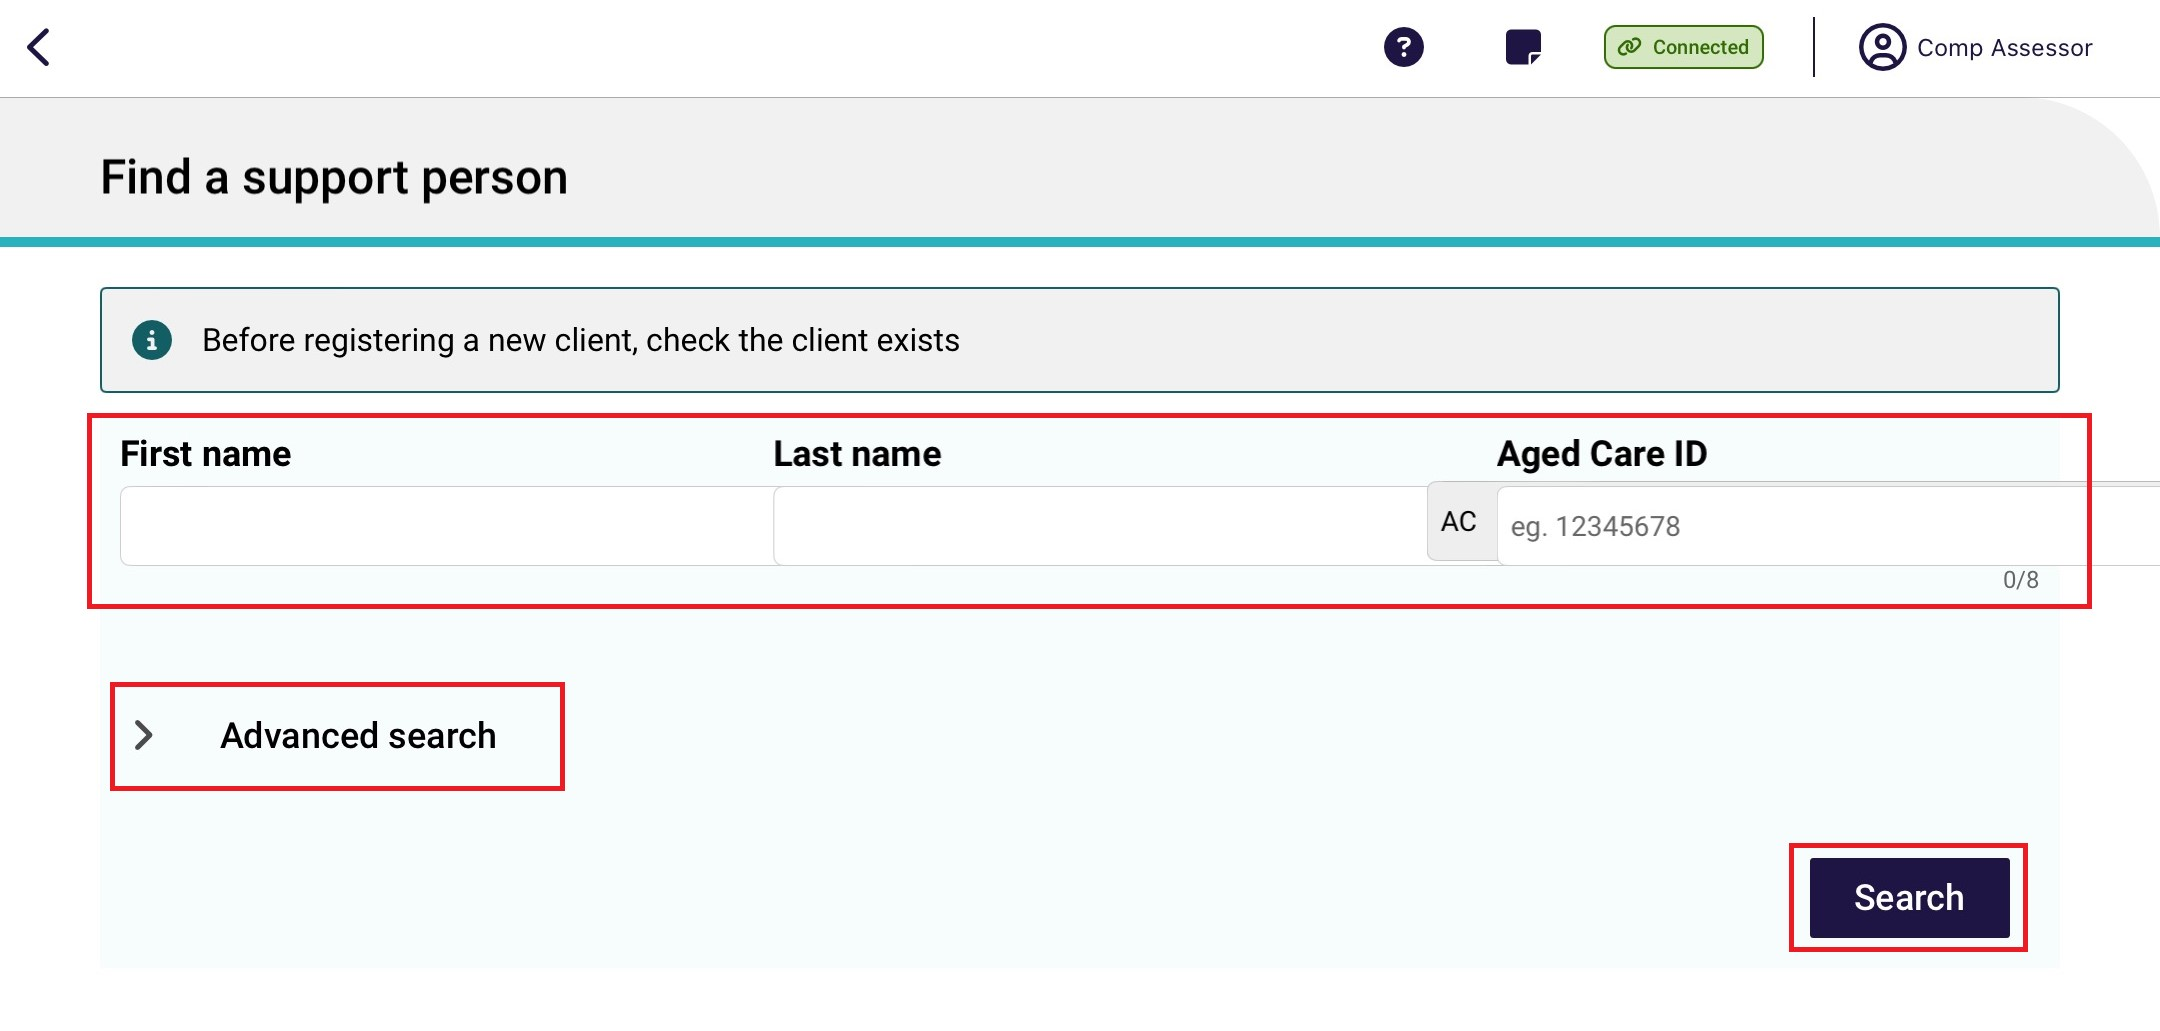 Connected
Comp Assessor
Find a support person
Before registering a new client, check the client exists
First name
Last name
Aged Care ID
AC
eg. 12345678
0/8
Advanced search
Search